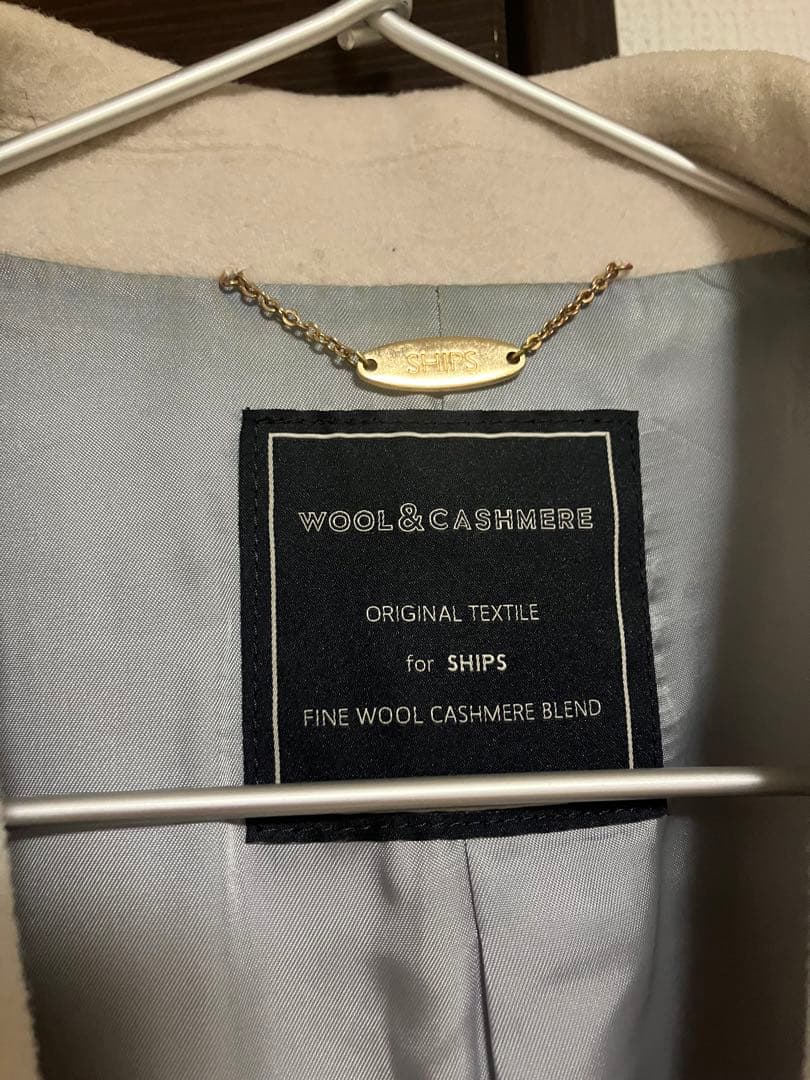 SHIPS
WOOL&CASHMERE
ORIGINAL TEXTILE
for SHIPS
FINE WOOL CASHMERE BLEND